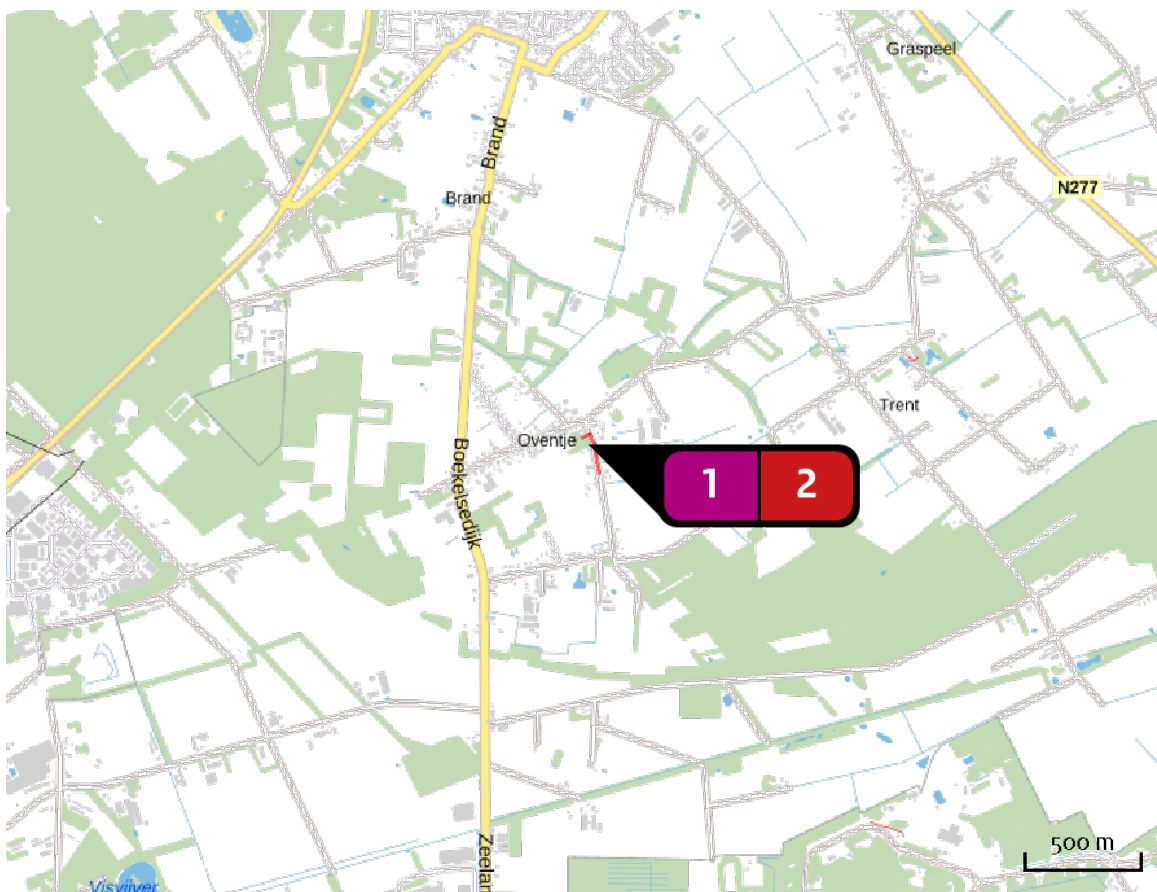 Graspeel
Brand
N277
Brand
Trent
Oventje
Boekelsedijk
1 2
500 m
Zeelan
Visvijver